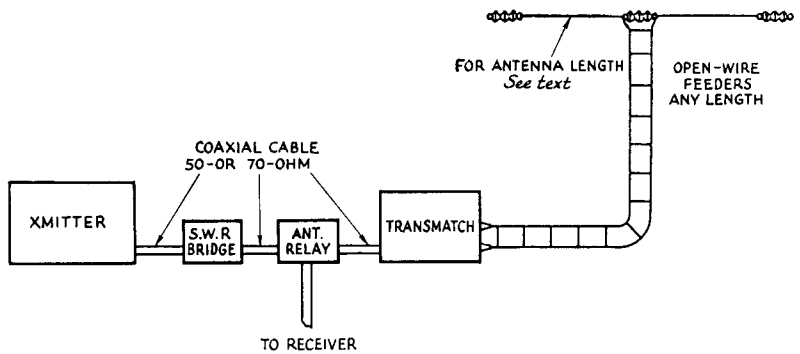 FOR ANTENNA LENGTH
See text
OPEN-WIRE
FEEDERS
ANY LENGTH
COAXIAL CABLE
50-OR 70-OHM
XMITTER
S.W.R
BRIDGE
ANT.
RELAY
TRANSMATCH
TO RECEIVER